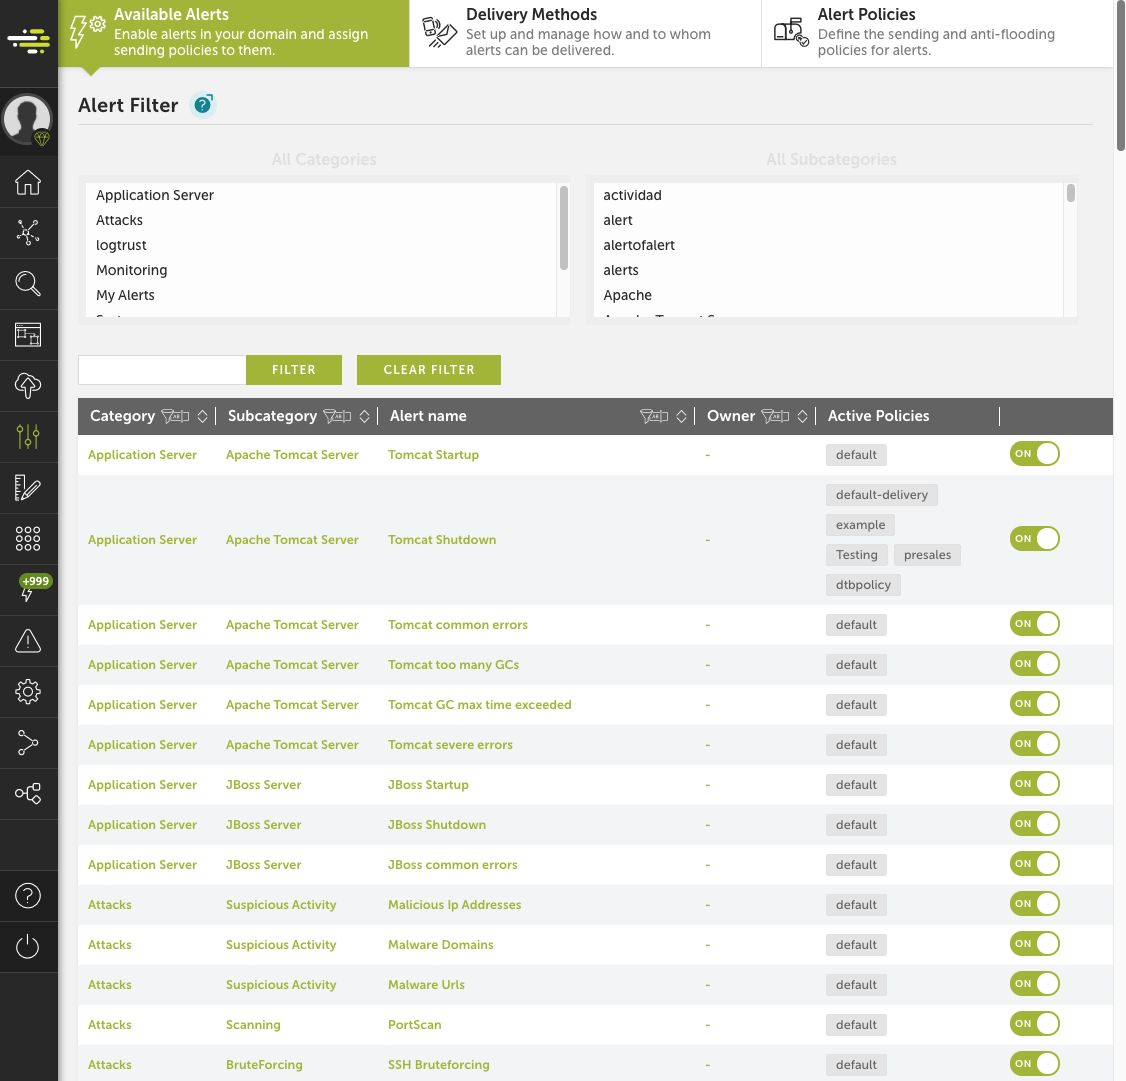 Available Alerts
Enable alerts in your domain and assign
sending policies to them.
Delivery Methods
Set up and manage how and to whom
alerts can be delivered.
Alert Policies
Define the sending and anti-flooding
policies for alerts.
Alert Filter ?
All Categories
All Subcategories
Application Server
Attacks
logtrust
Monitoring
My Alerts
actividad
alert
alertofalert
alerts
Apache
FILTER
CLEAR FILTER
Category Subcategory Alert name Owner Active Policies
Application Server Apache Tomcat Server Tomcat Startup - default ON
Application Server Apache Tomcat Server Tomcat Shutdown - default-delivery ON
example
Testing presales
dtbpolicy
+999
Application Server Apache Tomcat Server Tomcat common errors - default ON
Application Server Apache Tomcat Server Tomcat too many GCs - default ON
Application Server Apache Tomcat Server Tomcat GC max time exceeded - default ON
Application Server Apache Tomcat Server Tomcat severe errors - default ON
Application Server JBoss Server JBoss Startup - default ON
Application Server JBoss Server JBoss Shutdown - default ON
Application Server JBoss Server JBoss common errors - default ON
Attacks Suspicious Activity Malicious Ip Addresses - default ON
Attacks Suspicious Activity Malware Domains - default ON
Attacks Suspicious Activity Malware Urls - default ON
Attacks Scanning PortScan - default ON
Attacks BruteForcing SSH Bruteforcing - default ON